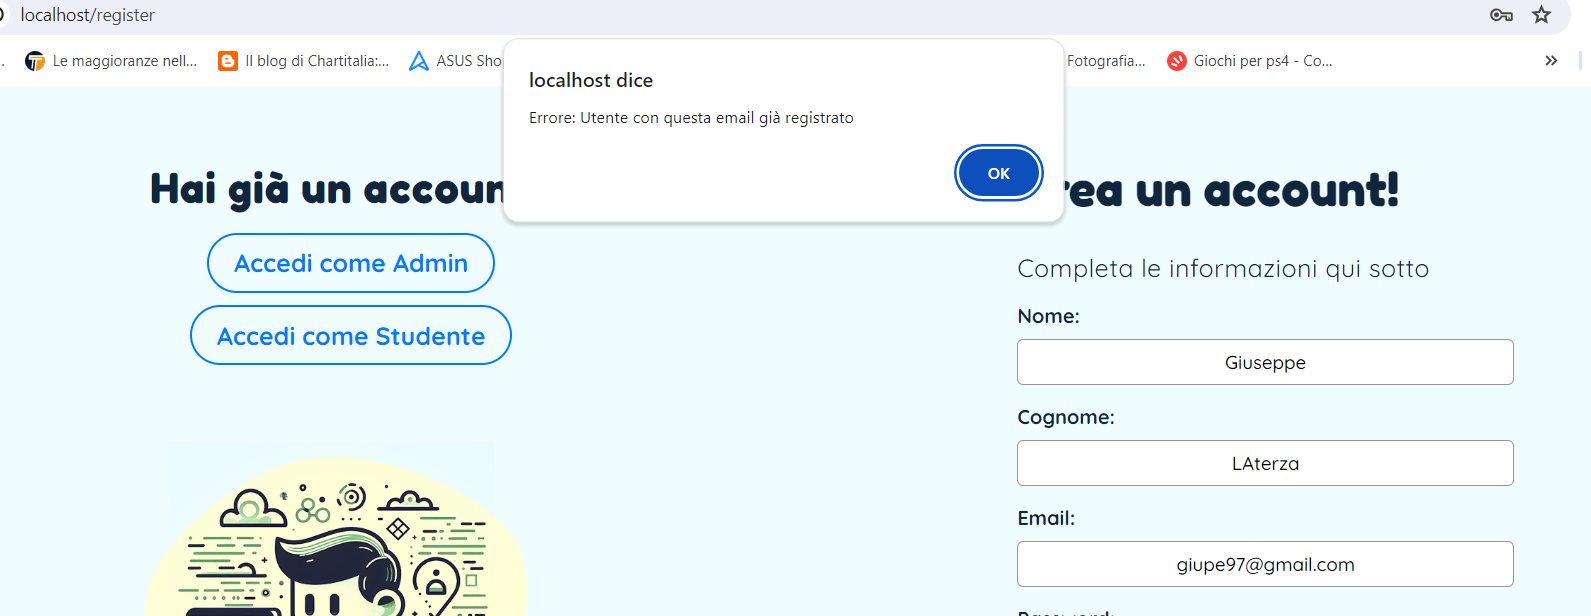 localhost/register
Le maggioranze nell...
Il blog di Chartitalia:...
ASUS Sho
Fotografia...
Giochi per ps4 - Co...
localhost dice
Errore: Utente con questa email già registrato
OK
Hai già un accoun
rea un account!
Accedi come Admin
Accedi come Studente
Completa le informazioni qui sotto
Nome:
Giuseppe
Cognome:
LAterza
Email:
giupe97@gmail.com